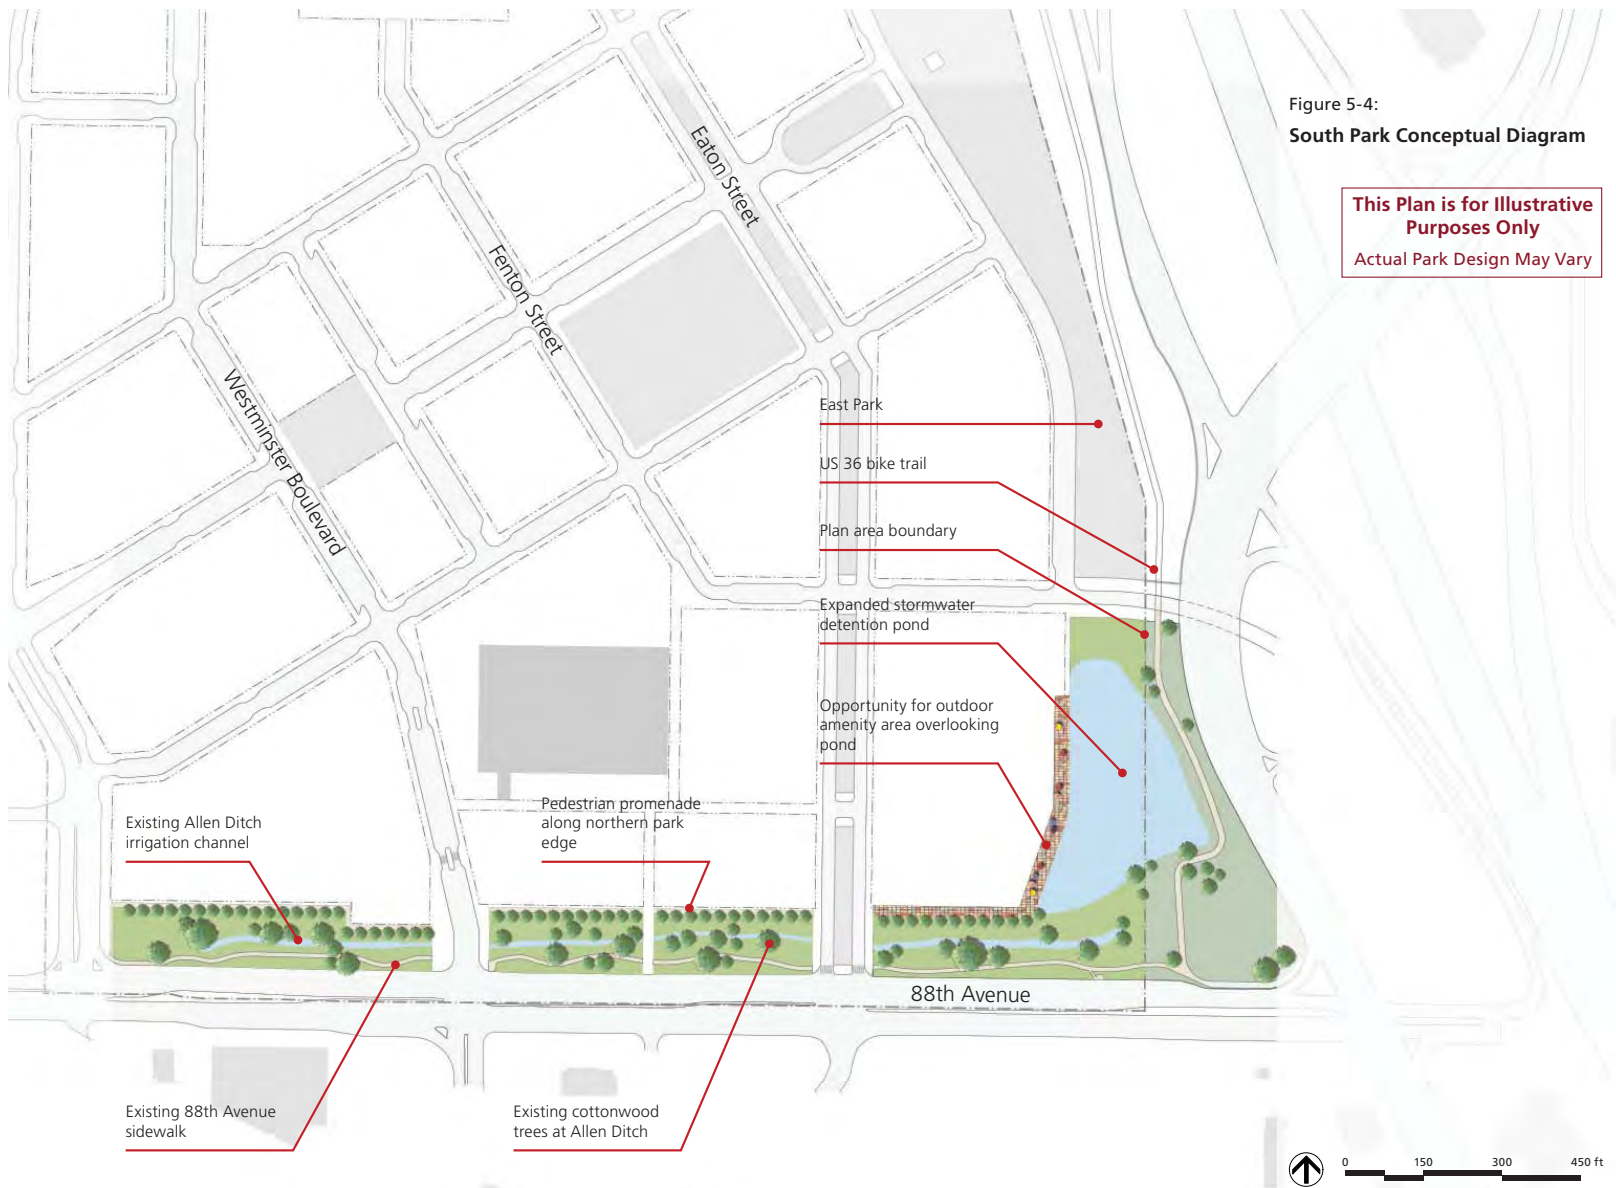 Figure 5-4:
South Park Conceptual Diagram
This Plan is for Illustrative
Purposes Only
Actual Park Design May Vary
Eaton Street
Fenton Street
Westminster Boulevard
East Park
US 36 bike trail
Plan area boundary
Expanded stormwater
detention pond
Opportunity for outdoor
amenity area overlooking
pond
Pedestrian promenade
along northern park
edge
Existing Allen Ditch
irrigation channel
88th Avenue
Existing 88th Avenue
sidewalk
Existing cottonwood
trees at Allen Ditch
0 150 300 450 ft